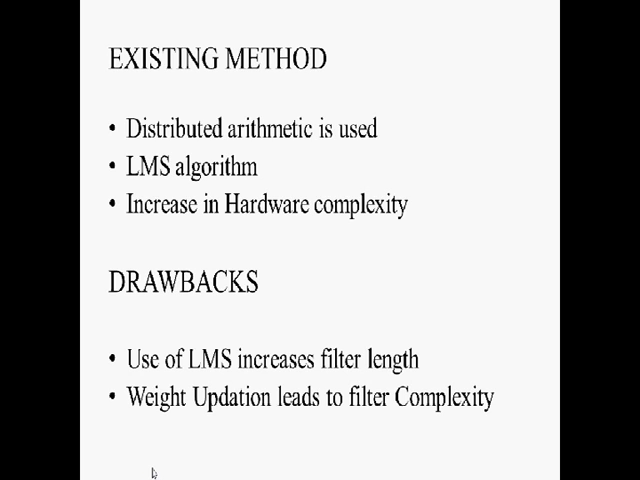 EXISTING METHOD
• Distributed arithmetic is used
• LMS algorithm
• Increase in Hardware complexity
DRAWBACKS
• Use of LMS increases filter length
• Weight Updation leads to filter Complexity